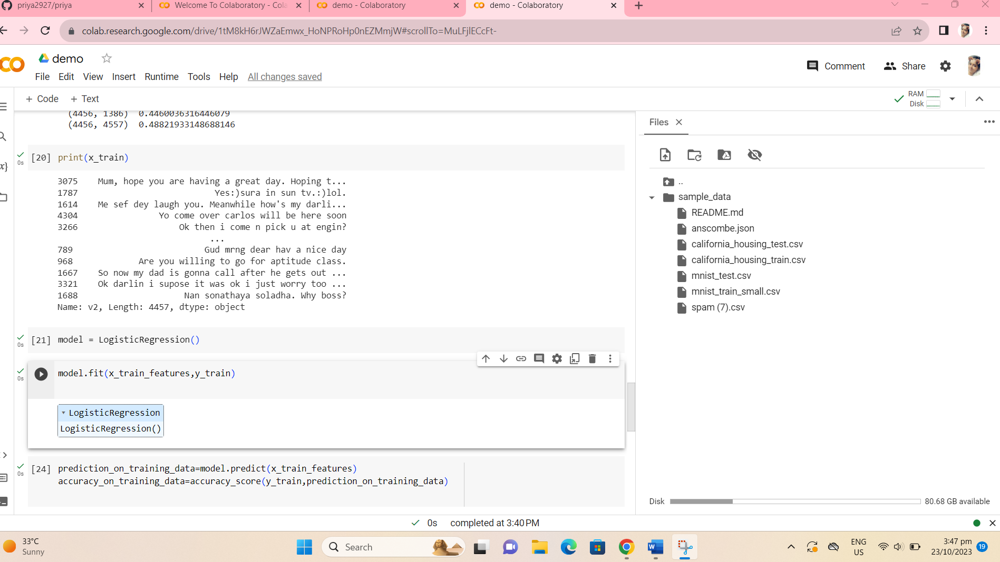 priya2927/priya
Welcome To Colaboratory - Cola
demo - Colaboratory
demo - Colaboratory
colab.research.google.com/drive/1tM8kH6rJWZaEmwx_HoNPRoHp0nEZMmjW#scrollTo=MuLFjlECcFt-
demo
File Edit View Insert Runtime Tools Help All changes saved
Comment Share
+ Code + Text
RAM
Disk
(4456, 1386) 0.4460036316446079
(4456, 4557) 0.48821933148688146
0s
[20] print(x_train)
3075 Mum, hope you are having a great day. Hoping t...
1787 Yes:)sura in sun tv.:)lol.
1614 Me sef dey laugh you. Meanwhile how's my darli...
4304 Yo come over carlos will be here soon
3266 Ok then i come n pick u at engin?
...
789 Gud mrng dear hav a nice day
968 Are you willing to go for aptitude class.
1667 So now my dad is gonna call after he gets out ...
3321 Ok darlin i supose it was ok i just worry too ...
1688 Nan sonathaya soladha. Why boss?
Name: v2, Length: 4457, dtype: object
0s
[21] model = LogisticRegression()
0s
model.fit(x_train_features,y_train)
LogisticRegression
LogisticRegression()
0s
[24] prediction_on_training_data=model.predict(x_train_features)
accuracy_on_training_data=accuracy_score(y_train,prediction_on_training_data)
Files
..
sample_data
README.md
anscombe.json
california_housing_test.csv
california_housing_train.csv
mnist_test.csv
mnist_train_small.csv
spam (7).csv
Disk 80.68 GB available
0s completed at 3:40 PM
33°C
Sunny
Search
ENG
US
3:47 pm
23/10/2023
19